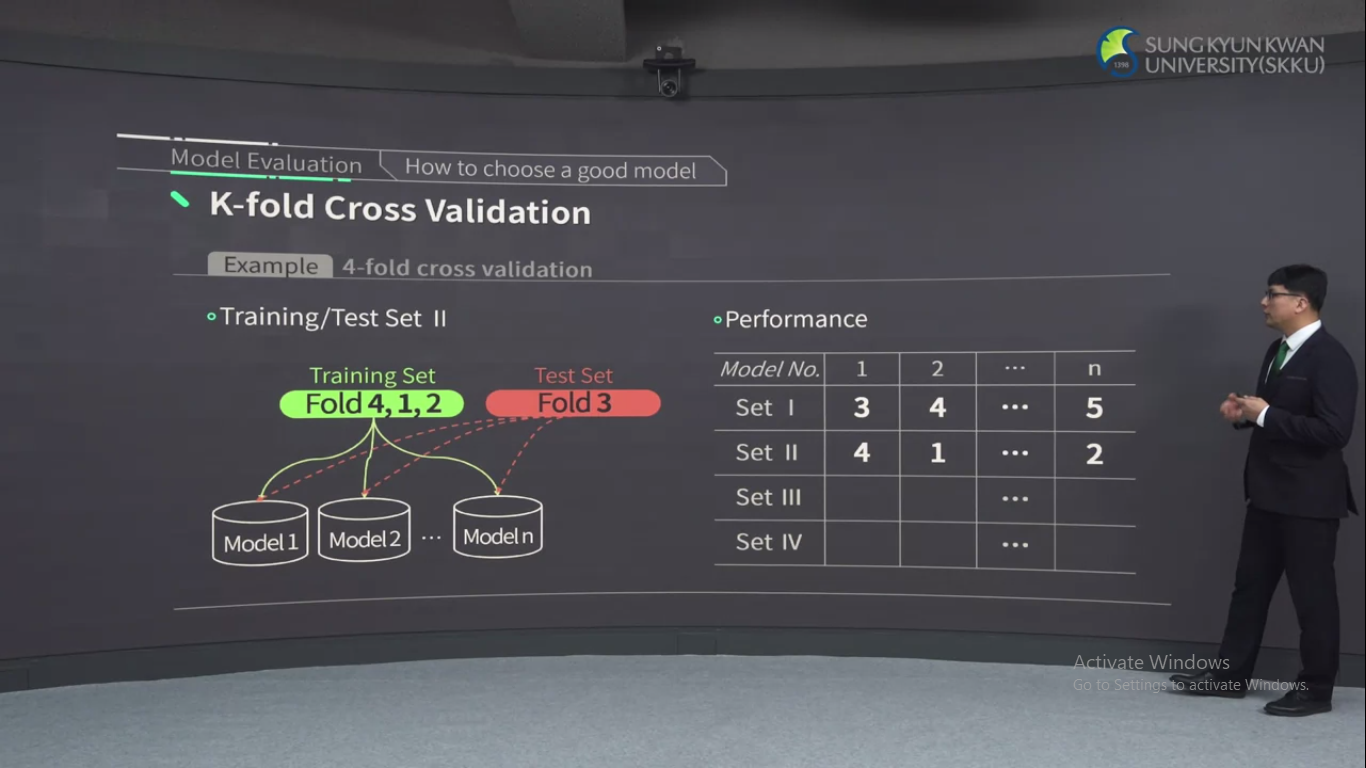 SUNGKYUNKWAN
UNIVERSITY(SKKU)
1398
Model Evaluation
How to choose a good model
K-fold Cross Validation
Example 4-fold cross validation
Training/Test Set Ⅱ
Training Set
Test Set
Fold 4, 1, 2
Fold 3
Model 1
Model 2
...
Model n
Performance
Model No. 1 2 ... n
Set Ⅰ 3 4 ... 5
Set Ⅱ 4 1 ... 2
Set Ⅲ ...
Set Ⅳ ...
Activate Windows
Go to Settings to activate Windows.